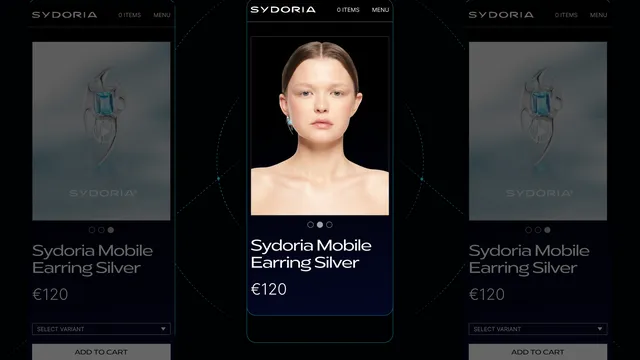 SYDORIA 0 ITEMS MENU
SYDORIA
Sydoria Mobile
Earring Silver
€120
SELECT VARIANT
ADD TO CART
SYDORIA 0 ITEMS MENU
Sydoria Mobile
Earring Silver
€120
SYDORIA 0 ITEMS MENU
SYDORIA
Sydoria Mobile
Earring Silver
€120
SELECT VARIANT
ADD TO CART